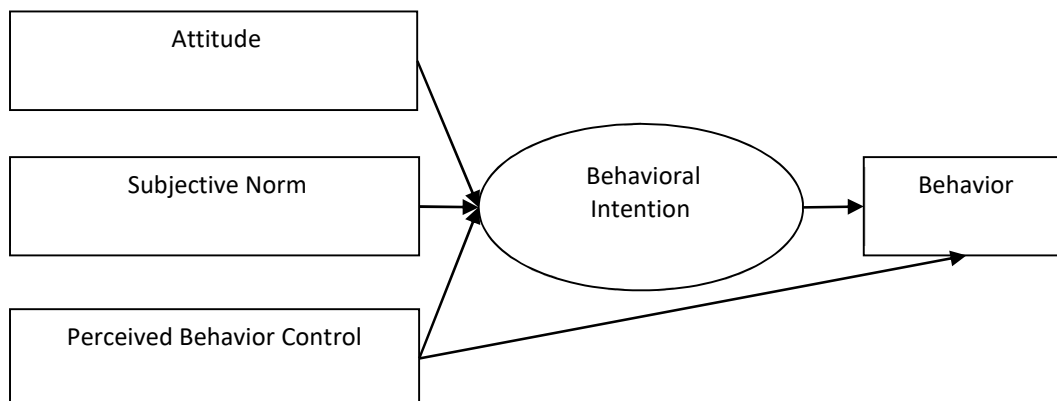 Attitude
Subjective Norm
Behavioral
Intention
Behavior
Perceived Behavior Control